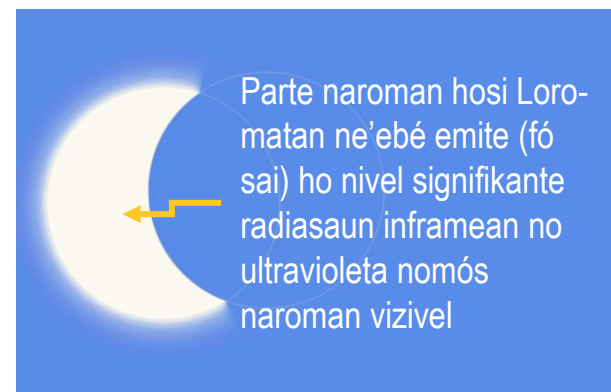 Parte naroman hosi Loro-
matan ne’ebé emite (fó
sai) ho nivel signifikante
radiasaun inframean no
ultravioleta nomós
naroman vizivel